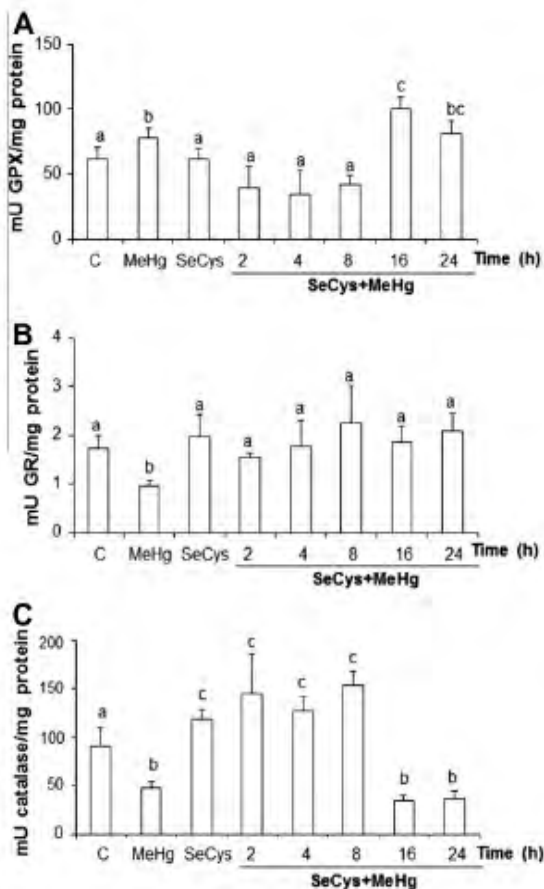 A
mU GPX/mg protein
150
100
50
0
a b a a a a c bc
C MeHg SeCys 2 4 8 16 24 Time (h)
SeCys+MeHg
B
mU GR/mg protein
4
3
2
1
0
a b a a a a a a
C MeHg SeCys 2 4 8 16 24 Time (h)
SeCys+MeHg
C
mU catalase/mg protein
200
150
100
50
0
a b c c c c b b
C MeHg SeCys 2 4 8 16 24 Time (h)
SeCys+MeHg